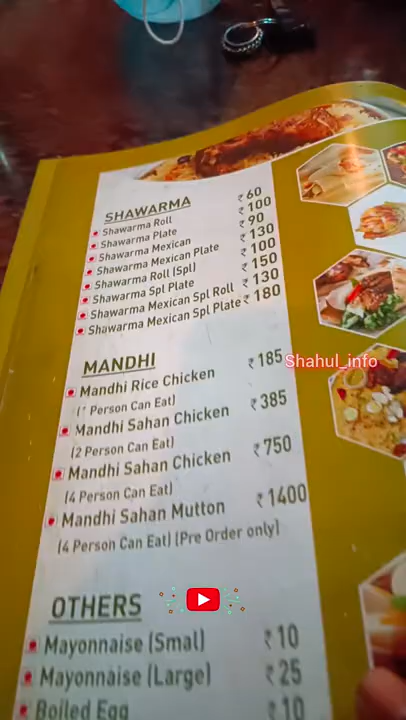 SHAWARMA
Shawarma Roll ₹ 60
Shawarma Plate ₹ 100
Shawarma Mexican ₹ 90
Shawarma Mexican Plate ₹ 130
Shawarma Roll (Spl) ₹ 100
Shawarma Spl Plate ₹ 150
Shawarma Mexican Spl Roll ₹ 130
Shawarma Mexican Spl Plate ₹ 180
MANDHI
Mandhi Rice Chicken ₹ 185
(1 Person Can Eat)
Shahul_info
Mandhi Sahan Chicken ₹ 385
(2 Person Can Eat)
Mandhi Sahan Chicken ₹ 750
(4 Person Can Eat)
Mandhi Sahan Mutton ₹ 1400
(4 Person Can Eat) (Pre Order only)
OTHERS
Mayonnaise (Smal) ₹ 10
Mayonnaise (Large) ₹ 25
Boiled Egg ₹ 10